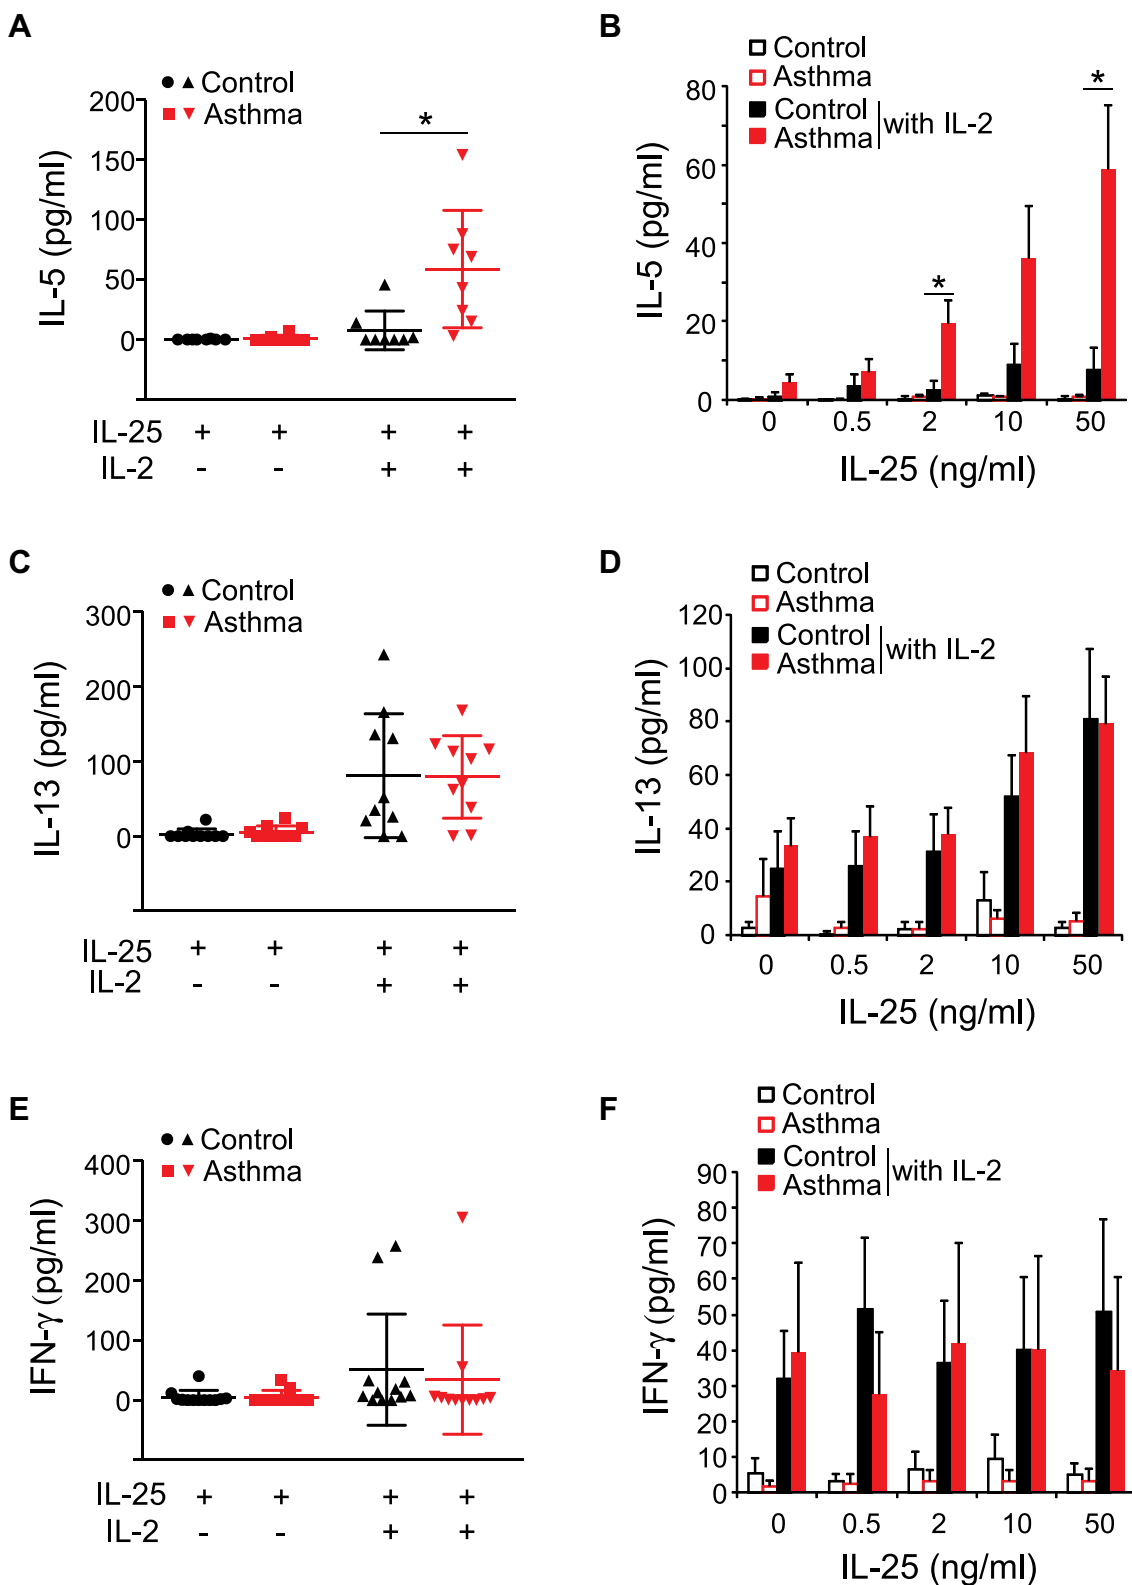 A
Control
Asthma
*
IL-5 (pg/ml)
200
150
100
50
0
IL-25 + + + +
IL-2 - - + +
B
Control
Asthma
Control
Asthma
with IL-2
*
*
IL-5 (pg/ml)
80
60
40
20
0
0 0.5 2 10 50
IL-25 (ng/ml)
C
Control
Asthma
IL-13 (pg/ml)
300
200
100
0
IL-25 + + + +
IL-2 - - + +
D
Control
Asthma
Control
Asthma
with IL-2
IL-13 (pg/ml)
120
100
80
60
40
20
0
0 0.5 2 10 50
IL-25 (ng/ml)
E
Control
Asthma
IFN-γ (pg/ml)
400
300
200
100
0
IL-25 + + + +
IL-2 - - + +
F
Control
Asthma
Control
Asthma
with IL-2
IFN-γ (pg/ml)
90
80
70
60
50
40
30
20
10
0
0 0.5 2 10 50
IL-25 (ng/ml)